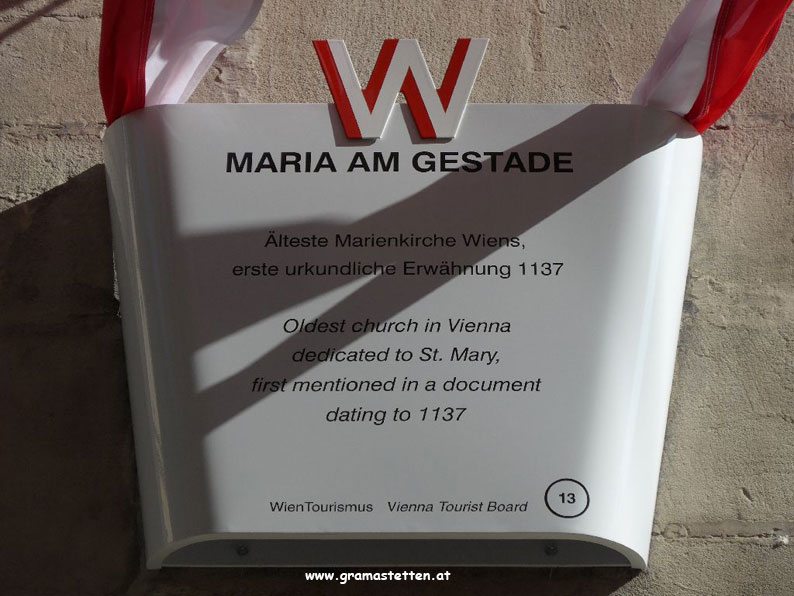 W
MARIA AM GESTADE
Älteste Marienkirche Wiens,
erste urkundliche Erwähnung 1137
Oldest church in Vienna
dedicated to St. Mary,
first mentioned in a document
dating to 1137
WienTourismus Vienna Tourist Board 13
www.gramastetten.at